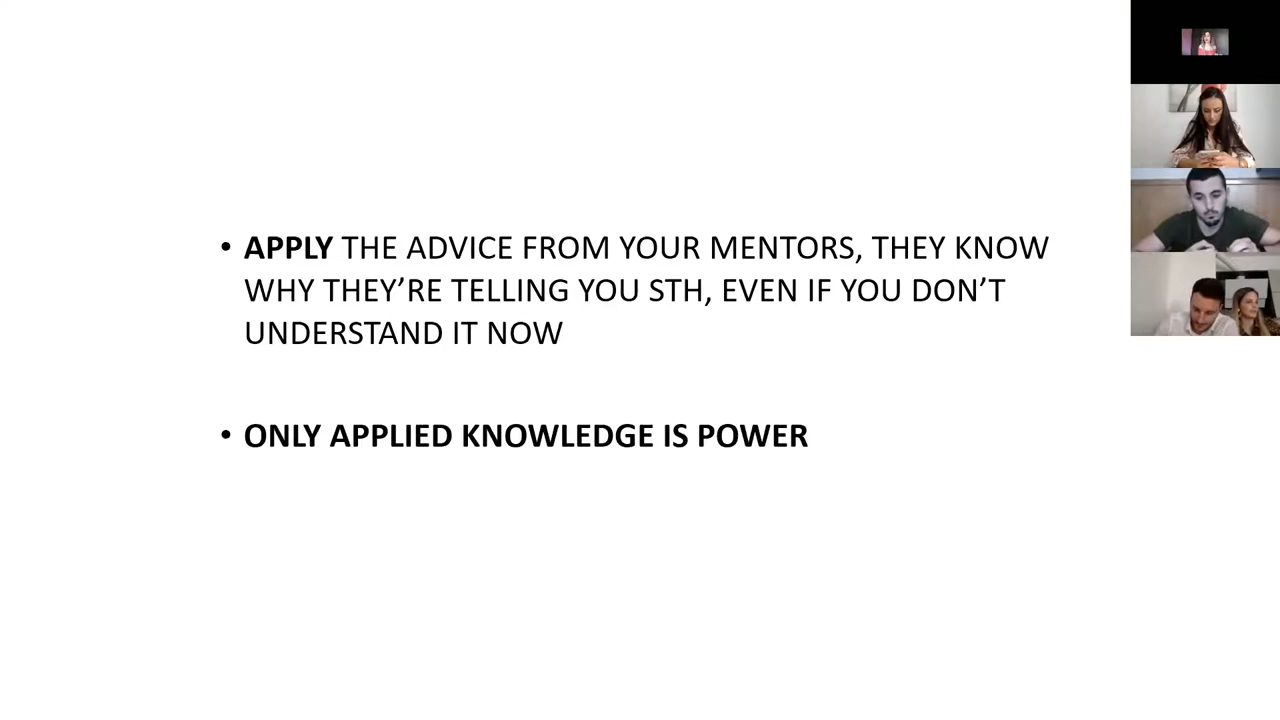 • APPLY THE ADVICE FROM YOUR MENTORS, THEY KNOW
WHY THEY’RE TELLING YOU STH, EVEN IF YOU DON’T
UNDERSTAND IT NOW
• ONLY APPLIED KNOWLEDGE IS POWER